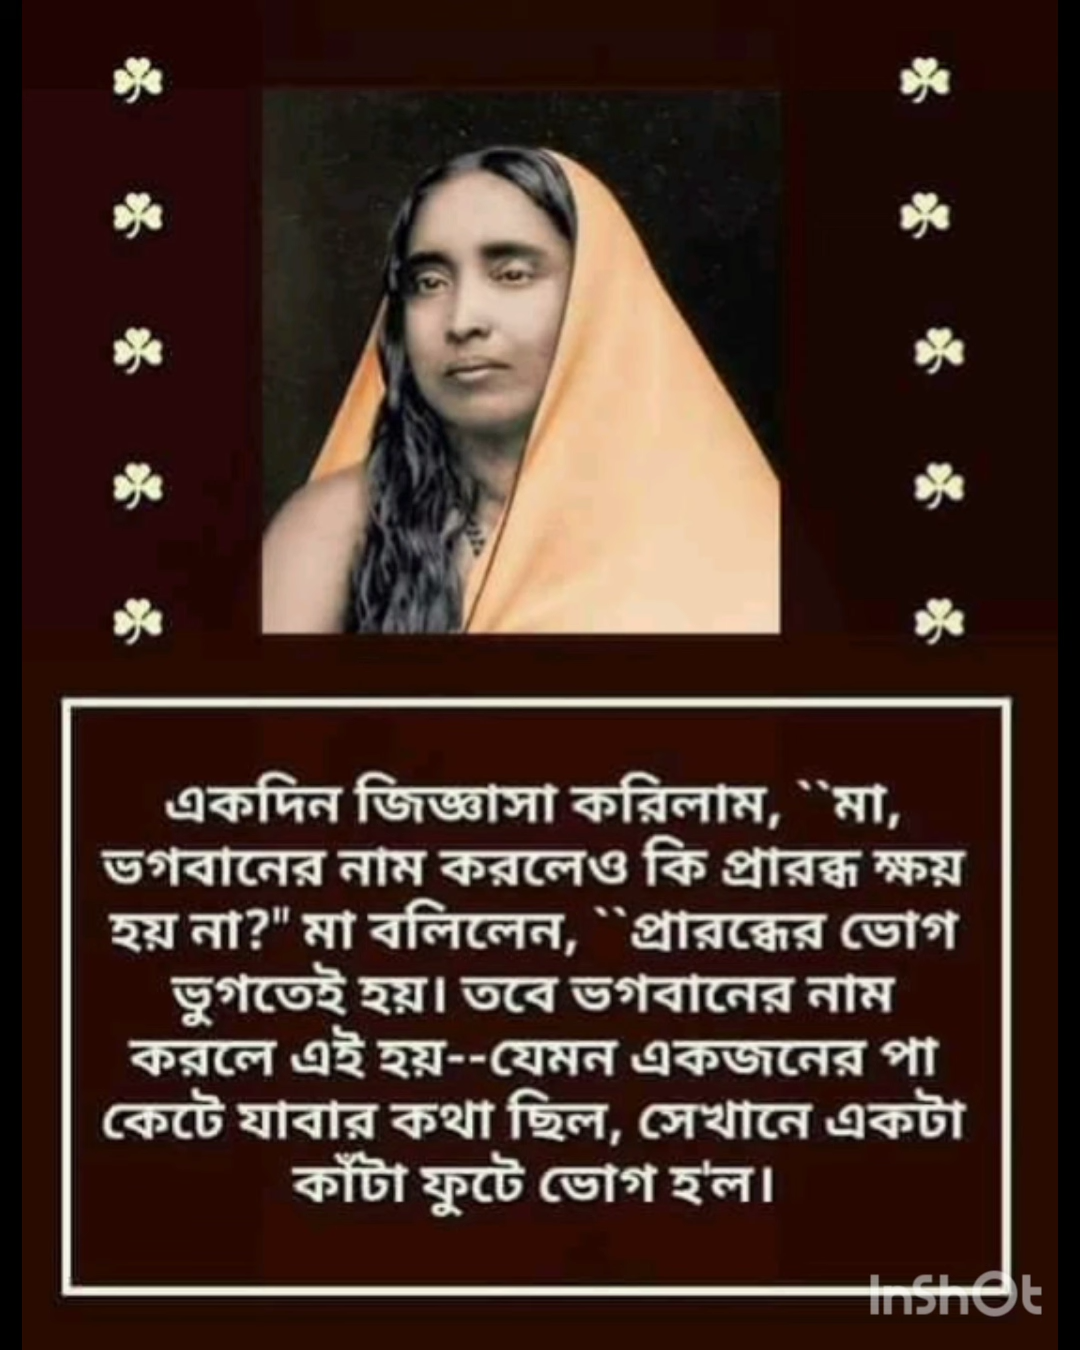 একদিন জিজ্ঞাসা করিলাম, ``মা,
ভগবানের নাম করলেও কি প্রারব্ধ ক্ষয়
হয় না?" মা বলিলেন, ``প্রারব্ধের ভোগ
ভুগতেই হয়। তবে ভগবানের নাম
করলে এই হয়--যেমন একজনের পা
কেটে যাবার কথা ছিল, সেখানে একটা
কাঁটা ফুটে ভোগ হ'ল।
InShOt